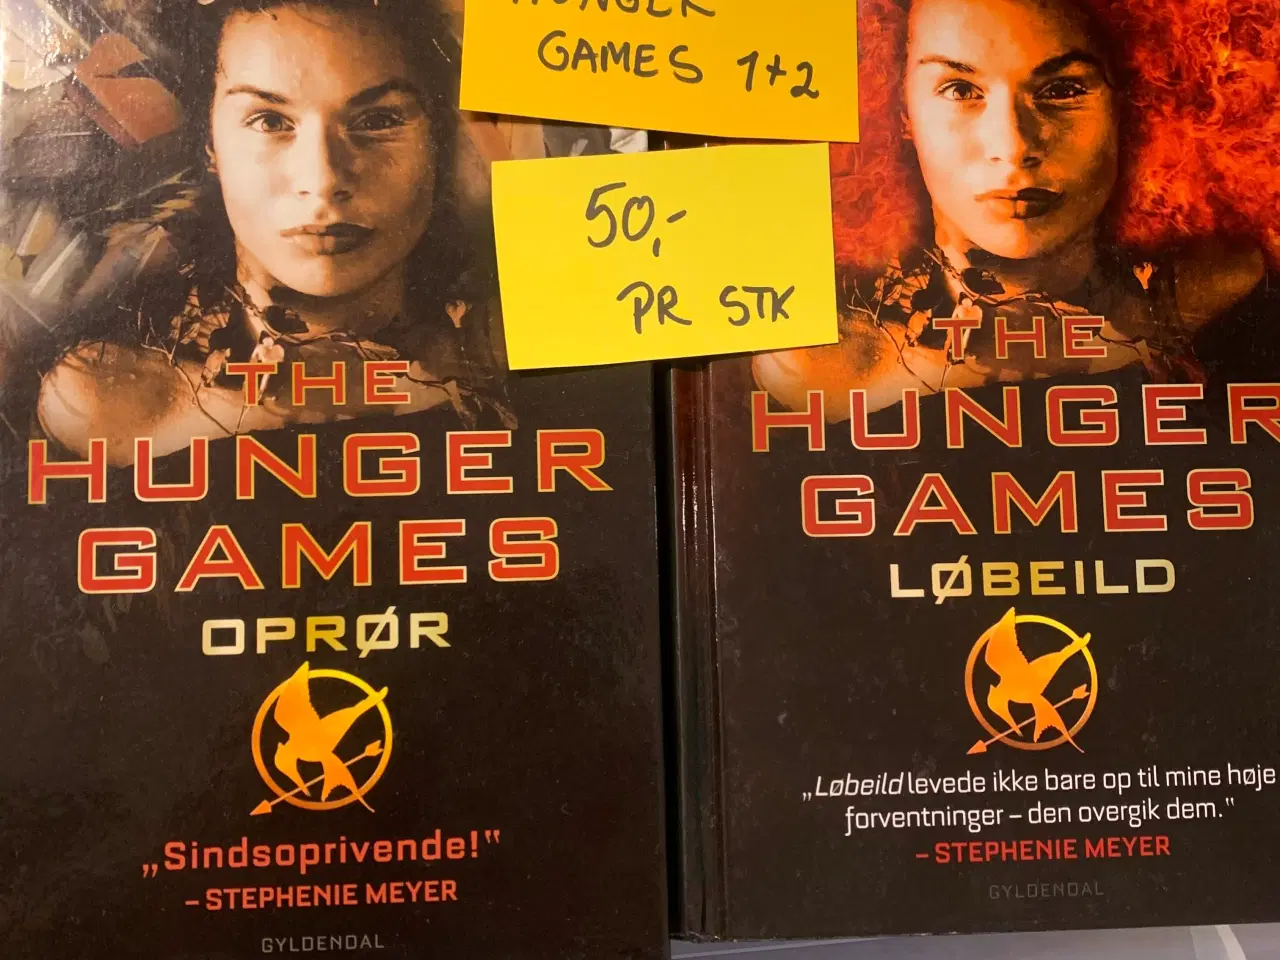 HUNGER
GAMES 1+2
50,-
PR STK
THE
HUNGER
GAMES
OPRØR
„Sindsoprivende!“
– STEPHENIE MEYER
GYLDENDAL
THE
HUNGER
GAMES
LØBEILD
„Løbeild levede ikke bare op til mine høje
forventninger – den overgik dem.“
– STEPHENIE MEYER
GYLDENDAL